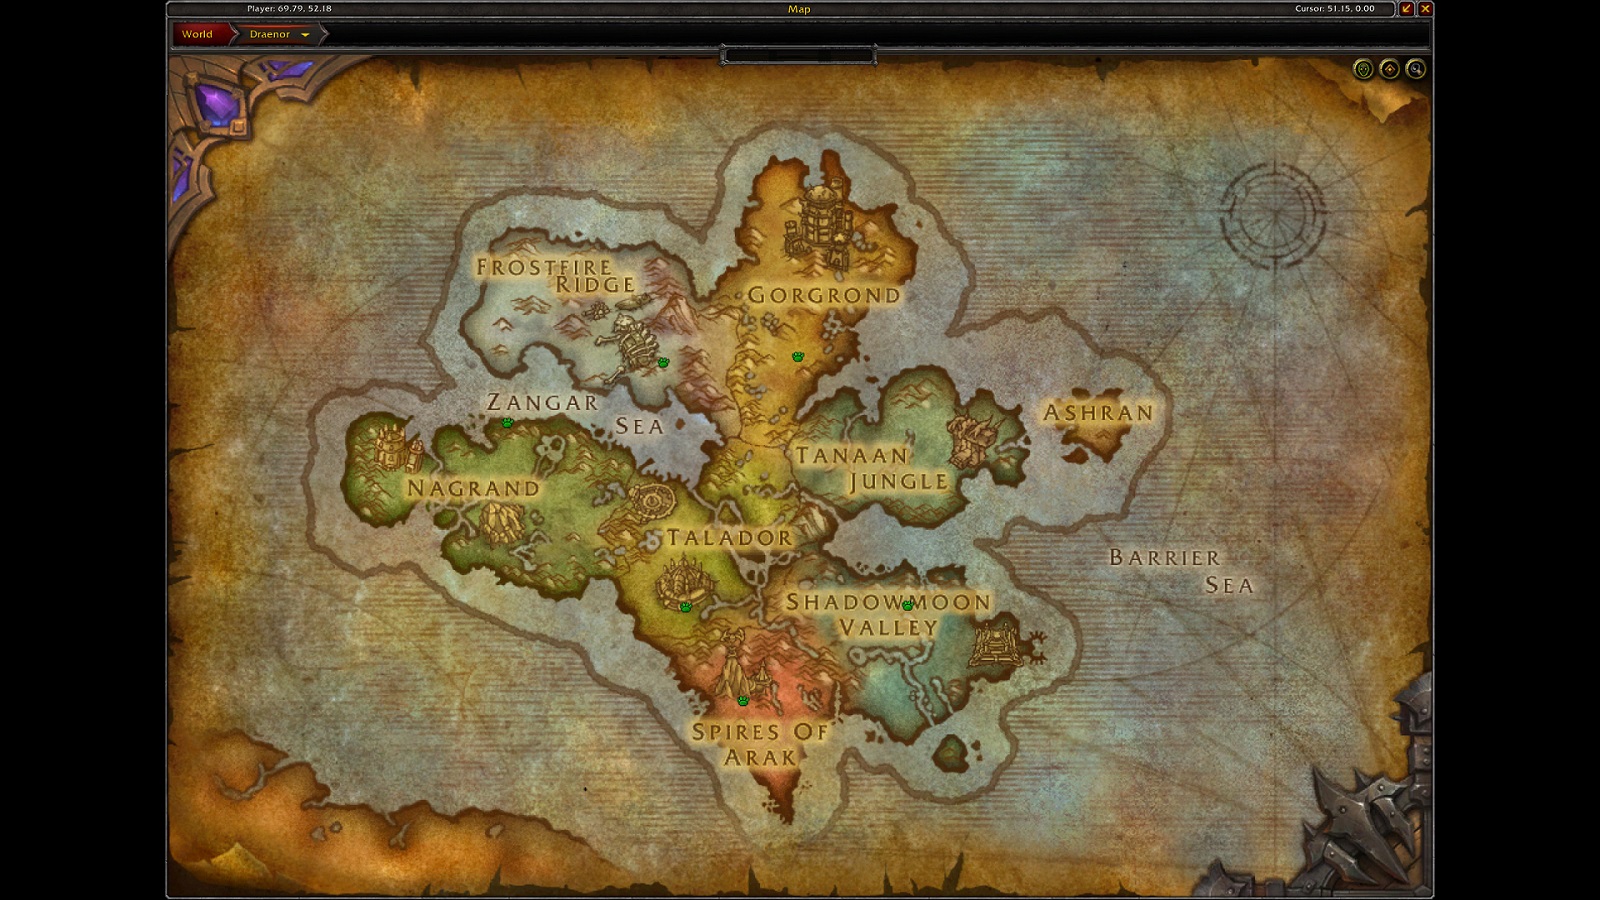 Player: 69.79, 52.18
Map
Cursor: 51.15, 0.00
World
Draenor
FROSTFIRE
RIDGE
GORGROND
ZANGAR
SEA
ASHRAN
TANAAN
JUNGLE
NAGRAND
TALADOR
BARRIER
SEA
SHADOWMOON
VALLEY
SPIRES OF
ARAK